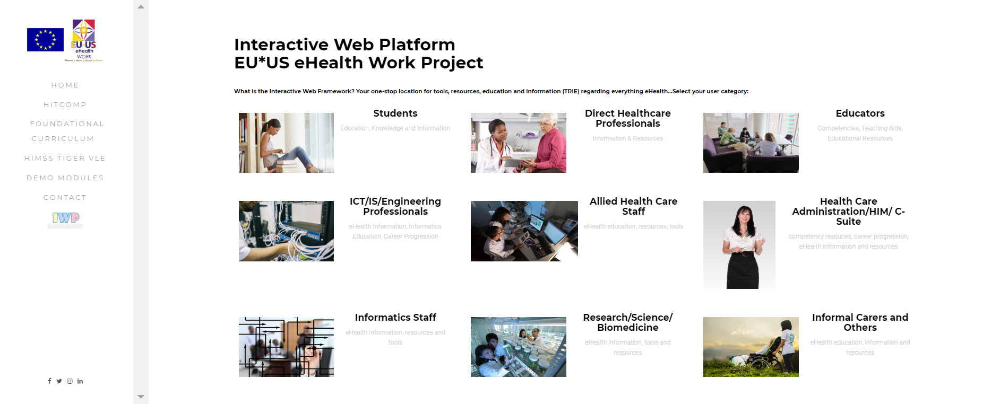 EU*US
eHealth
WORK
HOME
HITCOMP
FOUNDATIONAL
CURRICULUM
HIMSS TIGER VLE
DEMO MODULES
CONTACT
IWP
Interactive Web Platform
EU*US eHealth Work Project
What is the Interactive Web Framework? Your one-stop location for tools, resources, education and information (TRIE) regarding everything eHealth...Select your user category:
Students
Education, Knowledge and Information
Direct Healthcare
Professionals
Information & Resources
Educators
Competencies, Teaching Aids,
Educational Resources
ICT/IS/Engineering
Professionals
eHealth Information, Informatics
Education, Career Progression
Allied Health Care
Staff
eHealth education, resources, tools
Health Care
Administration/HIM/ C-
Suite
competency resouces, career progression,
eHealth information and resources
Informatics Staff
eHealth information, resources and
tools
Research/Science/
Biomedicine
eHealth information, tools and
resources
Informal Carers and
Others
eHealth education, information and
resources